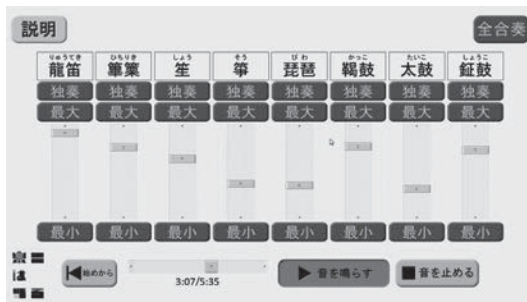 説明
全合奏
りゅうてき ひちりき しょう そう びわ かっこ たいこ しょうこ
龍笛 篳篥 笙 箏 琵琶 鞨鼓 太鼓 鉦鼓
独奏 独奏 独奏 独奏 独奏 独奏 独奏 独奏
最大 最大 最大 最大 最大 最大 最大 最大
最小 最小 最小 最小 最小 最小 最小 最小
始めから
3:07/5:35
音を鳴らす
音を止める
は